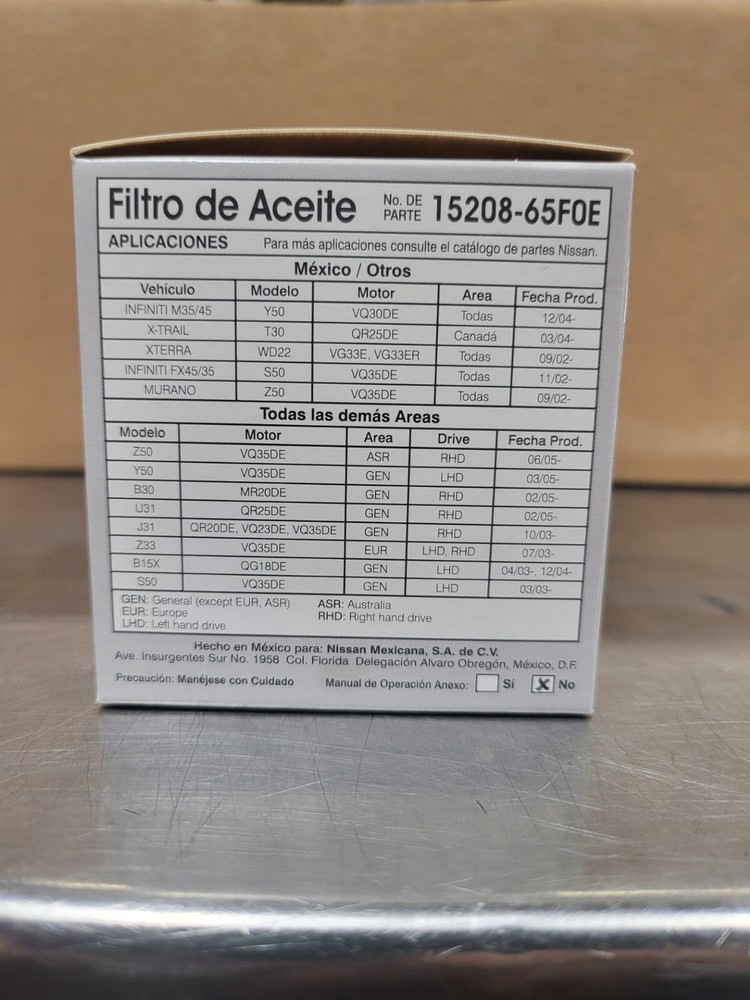 Filtro de Aceite No. DE PARTE 15208-65F0E
APLICACIONES Para más aplicaciones consulte el catálogo de partes Nissan.
México / Otros
Vehículo Modelo Motor Area Fecha Prod.
INFINITI M35/45 Y50 VQ30DE Todas 12/04-
X-TRAIL T30 QR25DE Canadá 03/04-
XTERRA WD22 VG33E, VG33ER Todas 09/02-
INFINITI FX45/35 S50 VQ35DE Todas 11/02-
MURANO Z50 VQ35DE Todas 09/02-
Todas las demás Areas
Modelo Motor Area Drive Fecha Prod.
Z50 VQ35DE ASR RHD 06/05-
Y50 VQ35DE GEN LHD 03/05-
B30 MR20DE GEN RHD 02/05-
U31 QR25DE GEN RHD 02/05-
J31 QR20DE, VQ23DE, VQ35DE GEN RHD 10/03-
Z33 VQ35DE EUR LHD, RHD 07/03-
B15X QG18DE GEN LHD 04/03-, 12/04-
S50 VQ35DE GEN LHD 03/03-
GEN: General (except EUR, ASR) ASR: Australia
EUR: Europe RHD: Right hand drive
LHD: Left hand drive
Hecho en México para: Nissan Mexicana, S.A. de C.V.
Ave. Insurgentes Sur No. 1958 Col. Florida Delegación Alvaro Obregón, México, D.F.
Precaución: Manéjese con Cuidado Manual de Operación Anexo: Sí X No